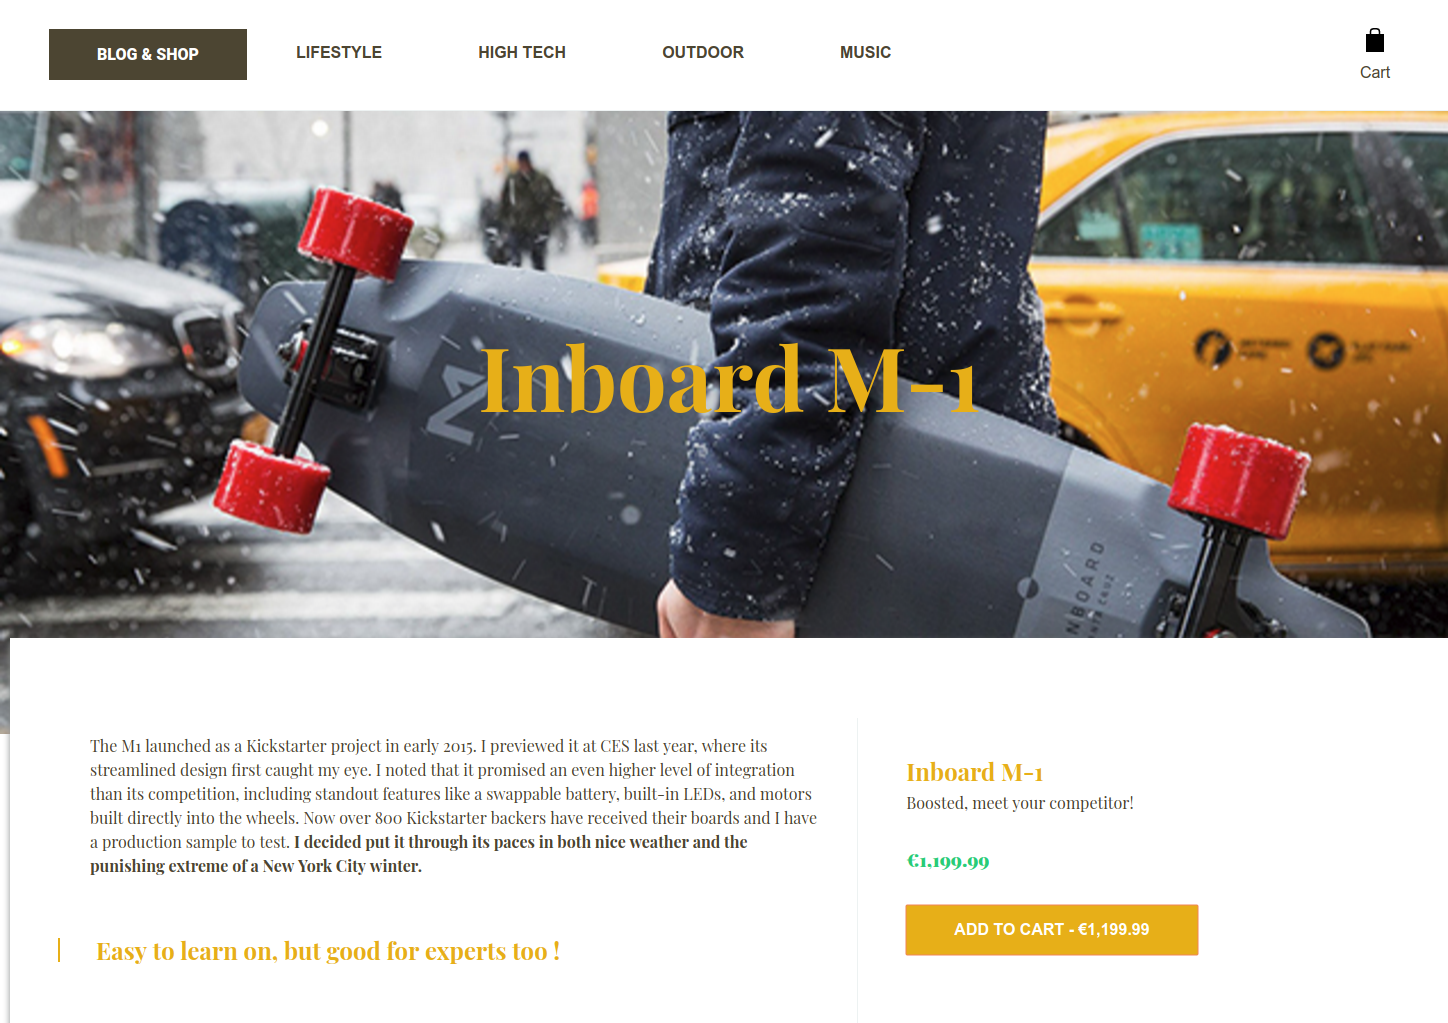 BLOG & SHOP
LIFESTYLE
HIGH TECH
OUTDOOR
MUSIC
Cart
Inboard M-1
NBOARD
The M1 launched as a Kickstarter project in early 2015. I previewed it at CES last year, where its
streamlined design first caught my eye. I noted that it promised an even higher level of integration
than its competition, including standout features like a swappable battery, built-in LEDs, and motors
built directly into the wheels. Now over 800 Kickstarter backers have received their boards and I have
a production sample to test. I decided put it through its paces in both nice weather and the
punishing extreme of a New York City winter.
Easy to learn on, but good for experts too !
Inboard M-1
Boosted, meet your competitor!
€1,199.99
ADD TO CART - €1,199.99